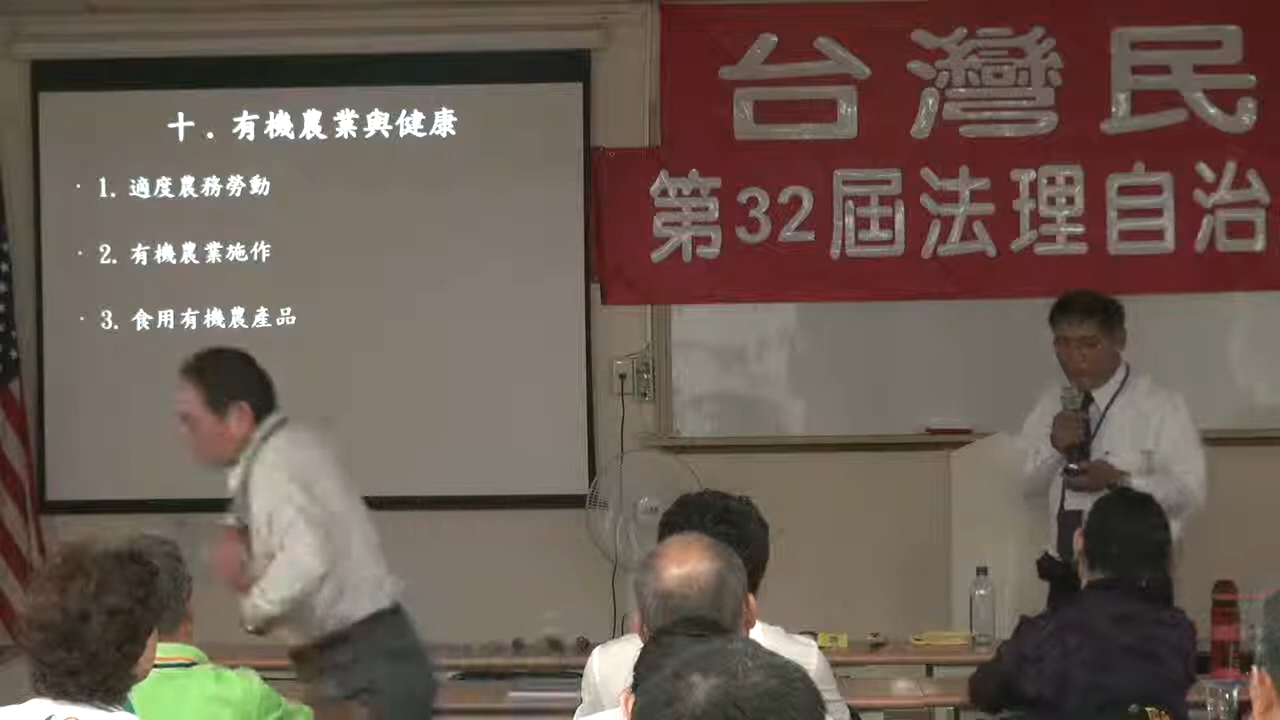 十．有機農業與健康
· 1. 適度農務勞動
· 2. 有機農業施作
· 3. 食用有機農產品
台灣民
第32屆法理自治